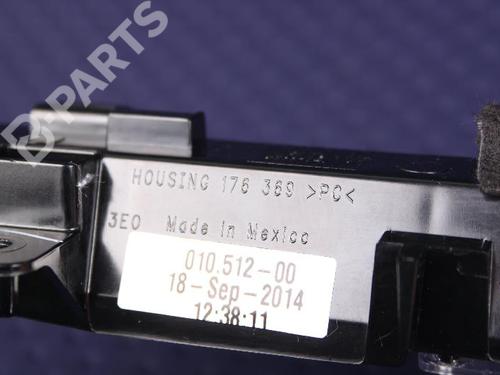 B-PARTS
HOUSING 176 369 >PC<
3E0 Made in Mexico
010.512-00
18-Sep-2014
12:38:11